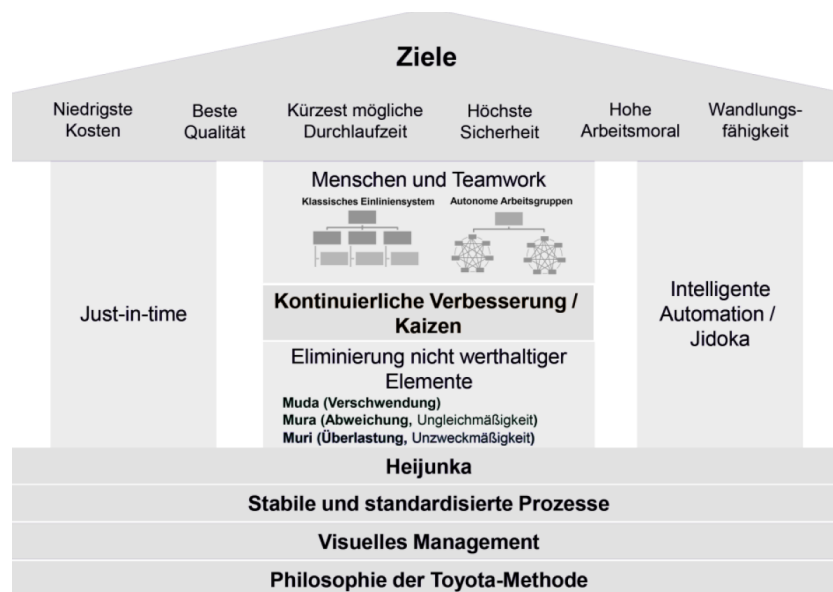 Ziele
Niedrigste
Kosten
Beste
Qualität
Kürzest mögliche
Durchlaufzeit
Höchste
Sicherheit
Hohe
Arbeitsmoral
Wandlungs-
fähigkeit
Just-in-time
Menschen und Teamwork
Klassisches Einliniensystem
Autonome Arbeitsgruppen
Kontinuierliche Verbesserung /
Kaizen
Eliminierung nicht werthaltiger
Elemente
Muda (Verschwendung)
Mura (Abweichung, Ungleichmäßigkeit)
Muri (Überlastung, Unzweckmäßigkeit)
Intelligente
Automation /
Jidoka
Heijunka
Stabile und standardisierte Prozesse
Visuelles Management
Philosophie der Toyota-Methode